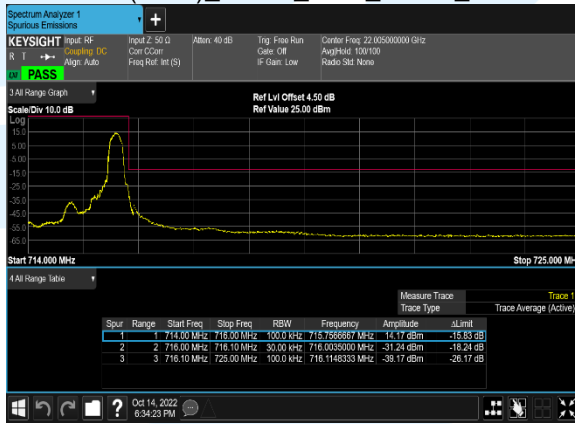 Spectrum Analyzer 1
Spurious Emissions
KEYSIGHT
R T
Input: RF
Coupling: DC
Align: Auto
Input Z: 50 Ω
Corr CCorr
Freq Ref: Int (S)
Atten: 40 dB
Trig: Free Run
Gate: Off
IF Gain: Low
Center Freq: 22.005000000 GHz
Avg|Hold: 100/100
Radio Std: None
PASS
3 All Range Graph
Scale/Div 10.0 dB
Ref Lvl Offset 4.50 dB
Ref Value 25.00 dBm
Log
15.0
5.00
-5.00
-15.0
-25.0
-35.0
-45.0
-55.0
-65.0
Start 714.000 MHz
Stop 725.000 MH
4 All Range Table
Measure Trace Trace 1
Trace Type Trace Average (Active)
Spur Range Start Freq Stop Freq RBW Frequency Amplitude ΔLimit
1 1 714.00 MHz 716.00 MHz 100.0 kHz 715.7566667 MHz 14.17 dBm -15.83 dB
2 2 716.00 MHz 716.10 MHz 30.00 kHz 716.0035000 MHz -31.24 dBm -18.24 dB
3 3 716.10 MHz 725.00 MHz 100.0 kHz 716.1148333 MHz -39.17 dBm -26.17 dB
?
Oct 14, 2022
6:34:23 PM